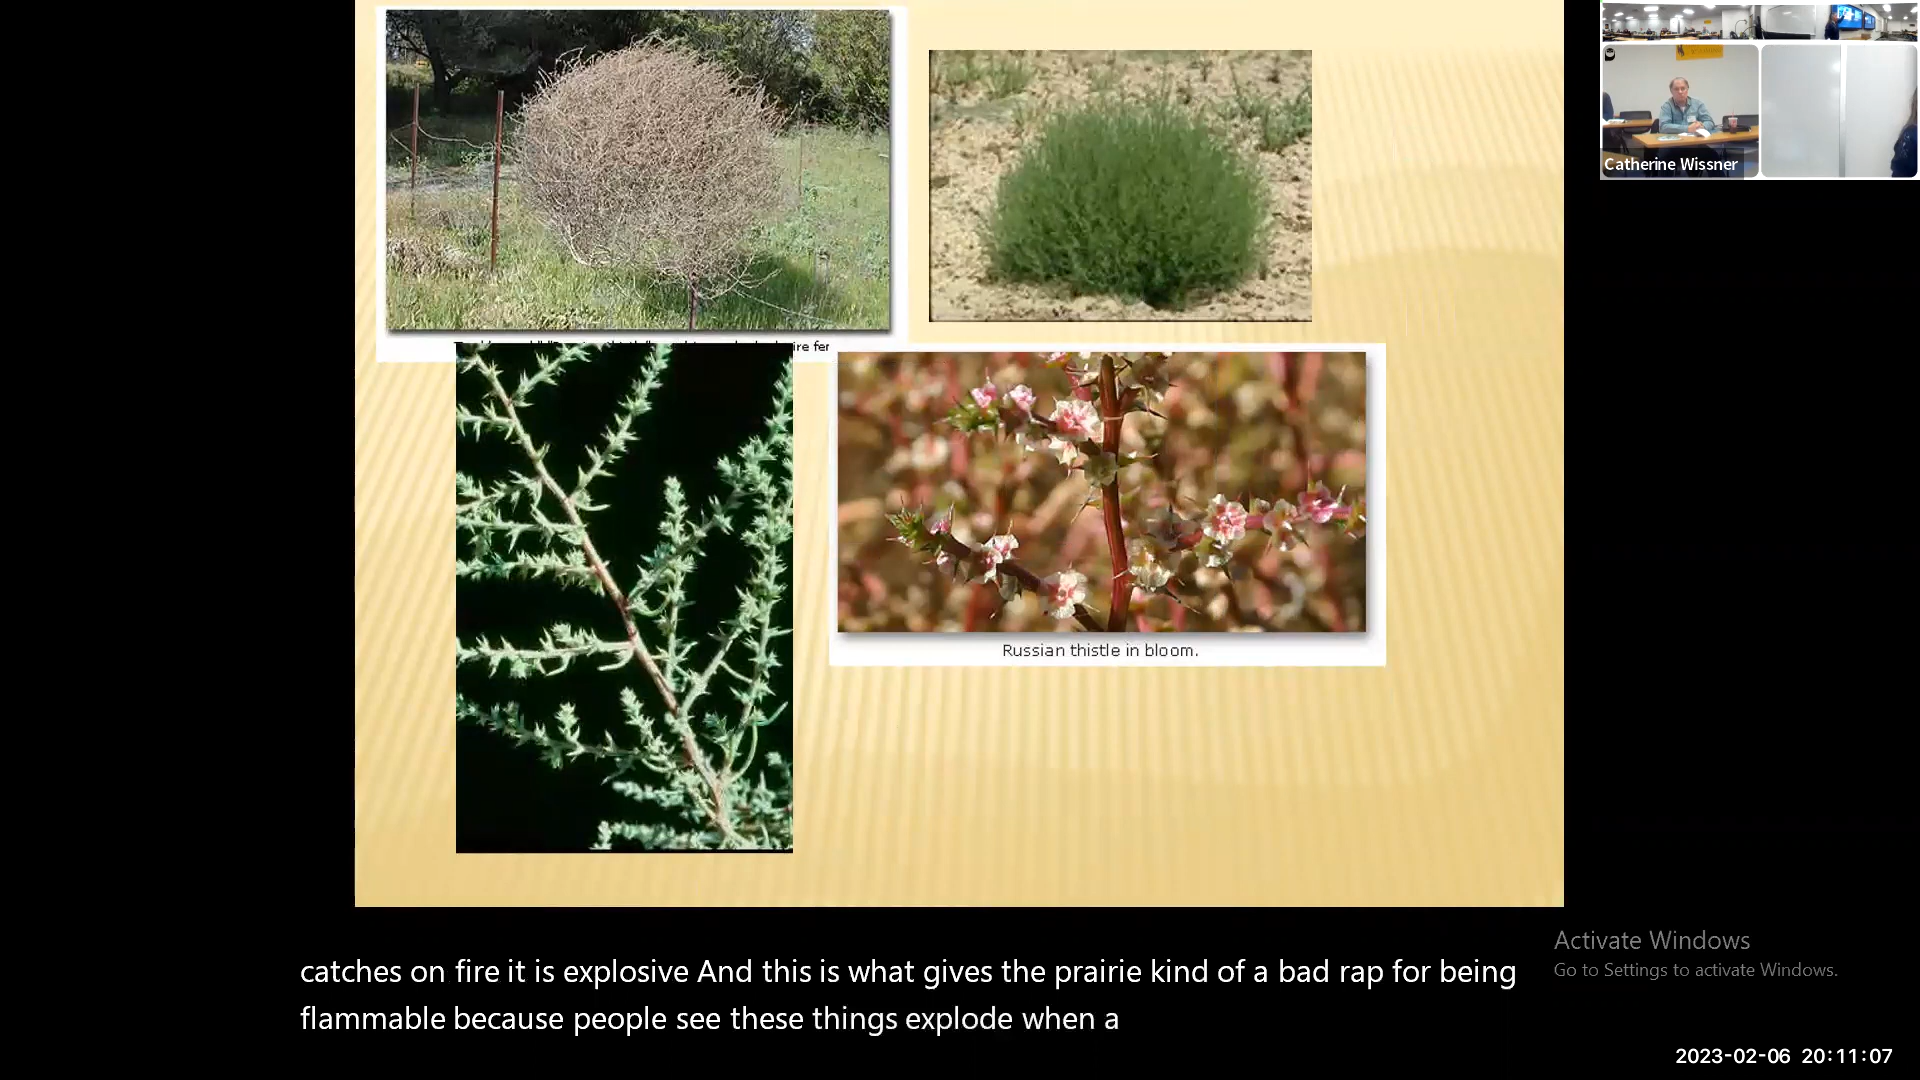 ire fer
Russian thistle in bloom.
Catherine Wissner
catches on fire it is explosive And this is what gives the prairie kind of a bad rap for being
flammable because people see these things explode when a
Activate Windows
Go to Settings to activate Windows.
2023-02-06 20:11:07